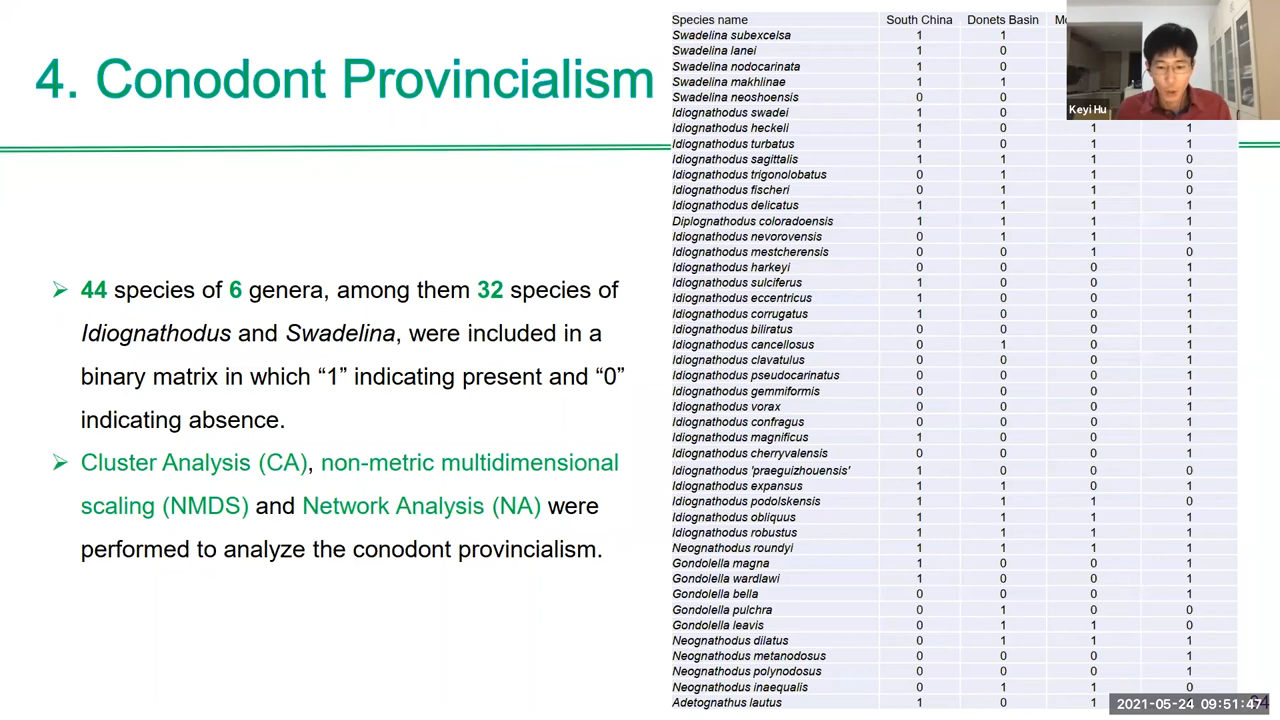 4. Conodont Provincialism
44 species of 6 genera, among them 32 species of
Idiognathodus and Swadelina, were included in a
binary matrix in which “1” indicating present and “0”
indicating absence.
Cluster Analysis (CA), non-metric multidimensional
scaling (NMDS) and Network Analysis (NA) were
performed to analyze the conodont provincialism.
Species name South China Donets Basin
Swadelina subexcelsa 1 1
Swadelina lanei 1 0
Swadelina nodocarinata 1 0
Swadelina makhlinae 1 1
Swadelina neoshoensis 0 0
Idiognathodus swadei 1 0
Idiognathodus heckeli 1 0 1 1
Idiognathodus turbatus 1 0 1 1
Idiognathodus sagittalis 1 1 1 0
Idiognathodus trigonolobatus 0 1 1 0
Idiognathodus fischeri 0 1 1 0
Idiognathodus delicatus 1 1 1 1
Diplognathodus coloradoensis 1 1 1 1
Idiognathodus nevorovensis 0 1 1 1
Idiognathodus mestcherensis 0 0 1 0
Idiognathodus harkeyi 0 0 0 1
Idiognathodus sulciferus 1 0 0 1
Idiognathodus eccentricus 1 0 0 1
Idiognathodus corrugatus 1 0 0 1
Idiognathodus biliratus 0 0 0 1
Idiognathodus cancellosus 0 1 0 1
Idiognathodus clavatulus 0 0 0 1
Idiognathodus pseudocarinatus 0 0 0 1
Idiognathodus gemmiformis 0 0 0 1
Idiognathodus vorax 0 0 0 1
Idiognathodus confragus 0 0 0 1
Idiognathodus magnificus 1 0 0 1
Idiognathodus cherryvalensis 0 0 0 1
Idiognathodus 'praeguizhouensis' 1 0 0 0
Idiognathodus expansus 1 1 0 1
Idiognathodus podolskensis 1 1 1 0
Idiognathodus obliquus 1 1 1 1
Idiognathodus robustus 1 1 1 1
Neognathodus roundyi 1 1 1 1
Gondolella magna 1 0 0 1
Gondolella wardlawi 1 0 0 1
Gondolella bella 0 0 0 1
Gondolella pulchra 0 1 0 0
Gondolella leavis 0 1 1 0
Neognathodus dilatus 0 1 1 1
Neognathodus metanodosus 0 0 0 1
Neognathodus polynodosus 0 0 0 1
Neognathodus inaequalis 0 1 1 0
Adetognathus lautus 1 0 1
Keyi Hu
2021-05-24 09:51:47